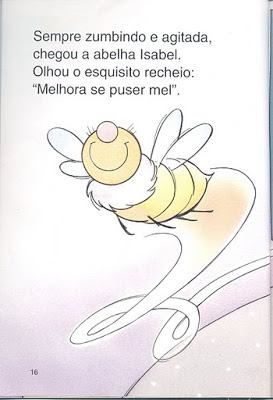 Sempre zumbindo e agitada,
chegou a abelha Isabel.
Olhou o esquisito recheio:
“Melhora se puser mel”.
16